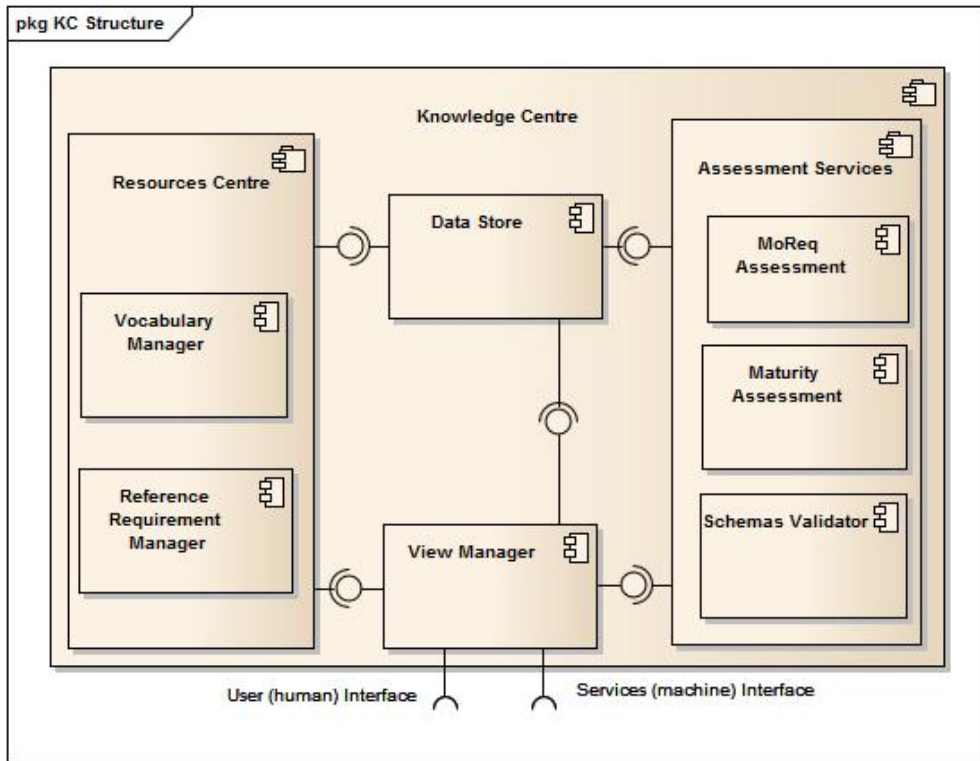 pkg KC Structure
Knowledge Centre
Resources Centre
Assessment Services
Data Store
MoReq
Assessment
Vocabulary
Manager
Maturity
Assessment
Reference
Requirement
Manager
View Manager
Schemas Validator
User (human) Interface
Services (machine) Interface